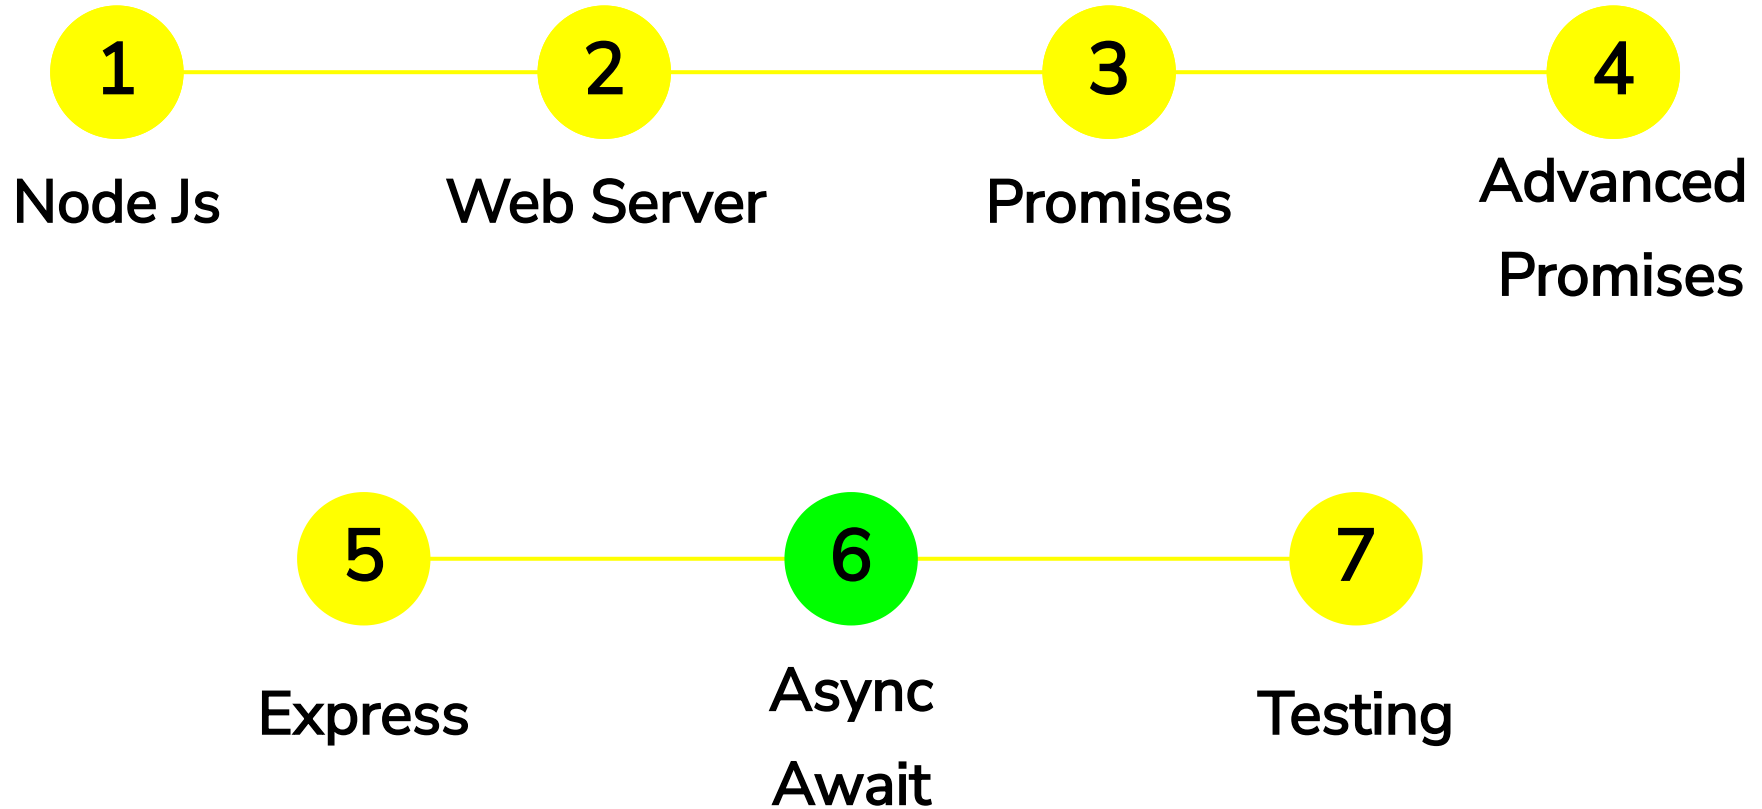 1 2 3 4
Node Js Web Server Promises Advanced
Promises
5 6 7
Express Async Testing
Await